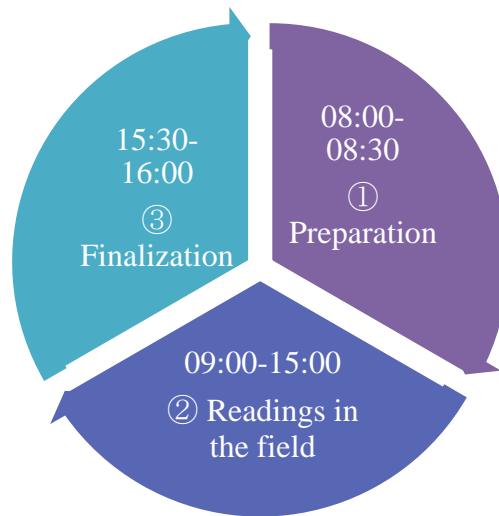 08:00-
08:30
①
Preparation
09:00-15:00
② Readings in
the field
15:30-
16:00
③
Finalization